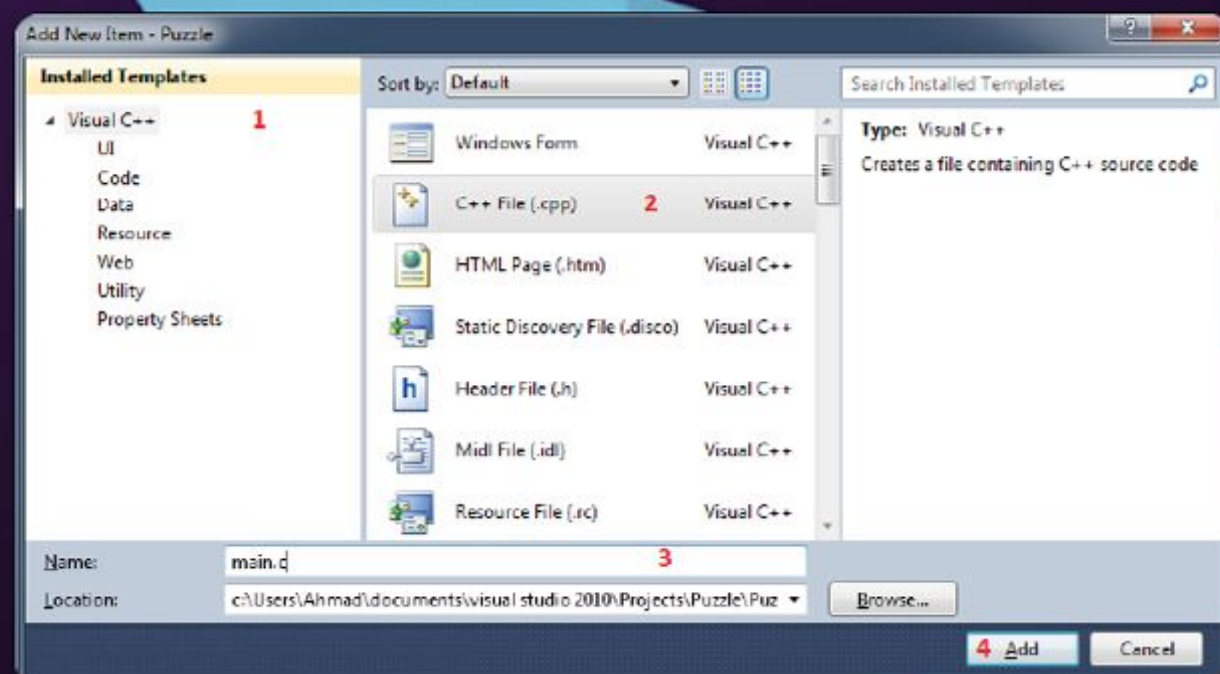 Add New Item - Puzzle
Installed Templates
Visual C++ 1
UI
Code
Data
Resource
Web
Utility
Property Sheets
Sort by: Default
Windows Form Visual C++
C++ File (.cpp) 2 Visual C++
HTML Page (.htm) Visual C++
Static Discovery File (.disco) Visual C++
Header File (.h) Visual C++
Midl File (.idl) Visual C++
Resource File (.rc) Visual C++
Search Installed Templates
Type: Visual C++
Creates a file containing C++ source code
Name: main.c 3
Location: c:\Users\Ahmad\documents\visual studio 2010\Projects\Puzzle\Puz
Browse...
4 Add Cancel